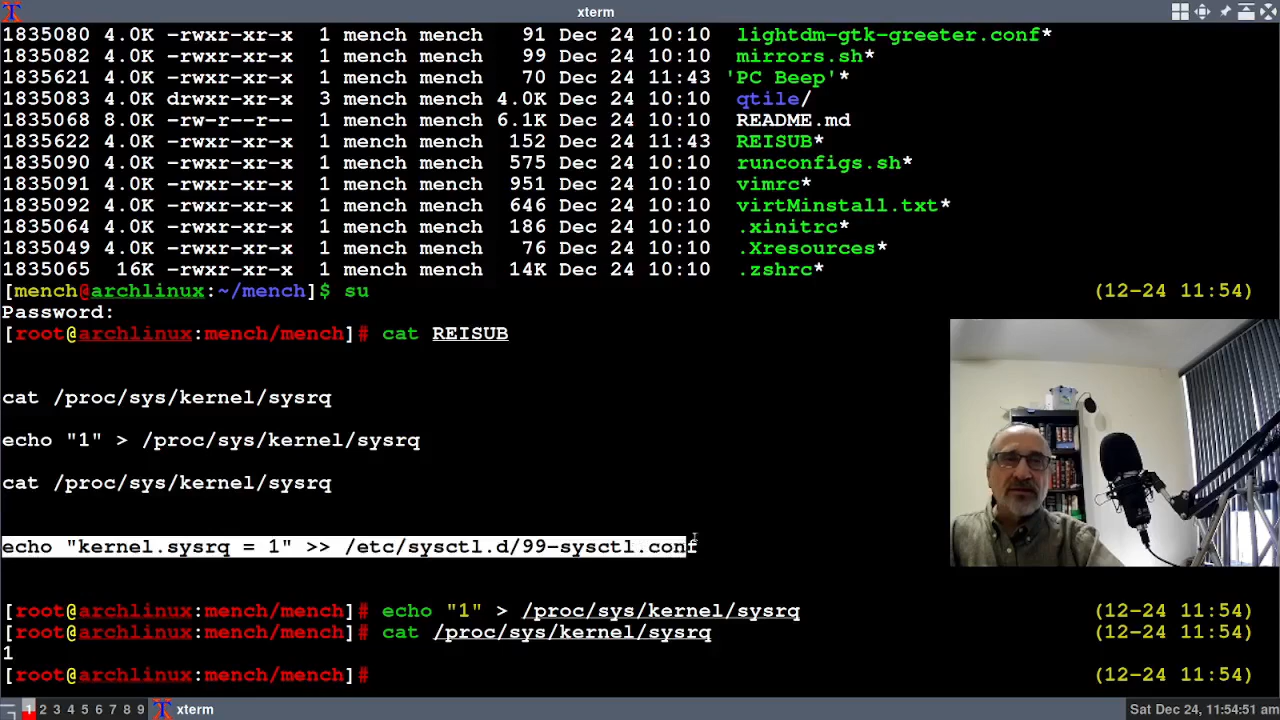 xterm
1835080 4.0K -rwxr-xr-x 1 mench mench 91 Dec 24 10:10 lightdm-gtk-greeter.conf*
1835082 4.0K -rwxr-xr-x 1 mench mench 99 Dec 24 10:10 mirrors.sh*
1835621 4.0K -rwxr-xr-x 1 mench mench 70 Dec 24 11:43 'PC Beep'*
1835083 4.0K drwxr-xr-x 3 mench mench 4.0K Dec 24 10:10 qtile/
1835068 8.0K -rw-r--r-- 1 mench mench 6.1K Dec 24 10:10 README.md
1835622 4.0K -rwxr-xr-x 1 mench mench 152 Dec 24 11:43 REISUB*
1835090 4.0K -rwxr-xr-x 1 mench mench 575 Dec 24 10:10 runconfigs.sh*
1835091 4.0K -rwxr-xr-x 1 mench mench 951 Dec 24 10:10 vimrc*
1835092 4.0K -rwxr-xr-x 1 mench mench 646 Dec 24 10:10 virtMinstall.txt*
1835064 4.0K -rwxr-xr-x 1 mench mench 186 Dec 24 10:10 .xinitrc*
1835049 4.0K -rwxr-xr-x 1 mench mench 76 Dec 24 10:10 .Xresources*
1835065 16K -rwxr-xr-x 1 mench mench 14K Dec 24 10:10 .zshrc*
[mench@archlinux:~/mench]$ su (12-24 11:54)
Password:
[root@archlinux:mench/mench]# cat REISUB
cat /proc/sys/kernel/sysrq
echo "1" > /proc/sys/kernel/sysrq
cat /proc/sys/kernel/sysrq
echo "kernel.sysrq = 1" >> /etc/sysctl.d/99-sysctl.conf
[root@archlinux:mench/mench]# echo "1" > /proc/sys/kernel/sysrq (12-24 11:54)
[root@archlinux:mench/mench]# cat /proc/sys/kernel/sysrq (12-24 11:54)
1
[root@archlinux:mench/mench]# (12-24 11:54)
1 2 3 4 5 6 7 8 9 xterm Sat Dec 24, 11:54:51 am